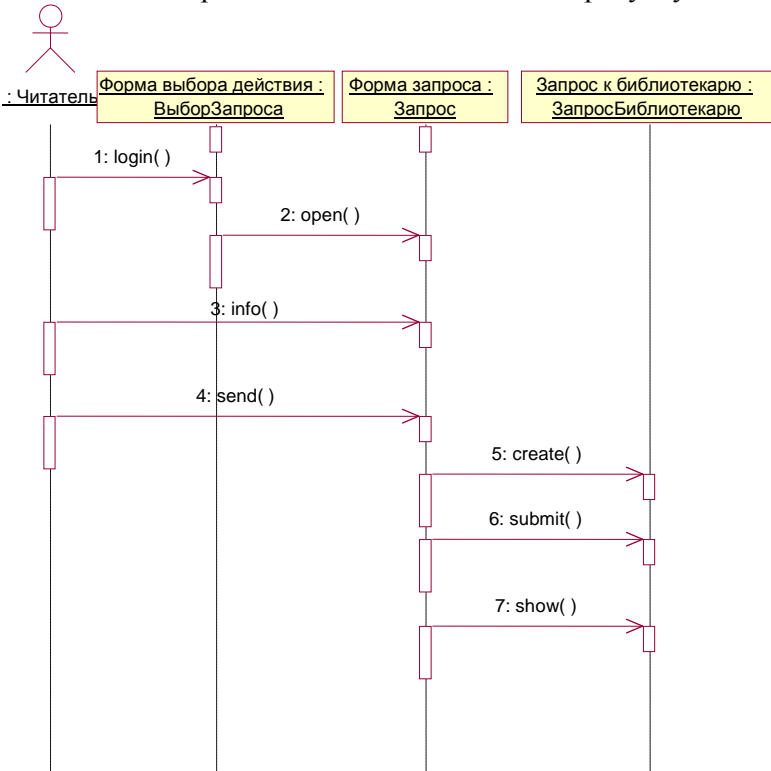 : Читатель
Форма выбора действия :
ВыборЗапроса
Форма запроса :
Запрос
Запрос к библиотекарю :
ЗапросБиблиотекарю
1: login( )
2: open( )
3: info( )
4: send( )
5: create( )
6: submit( )
7: show( )